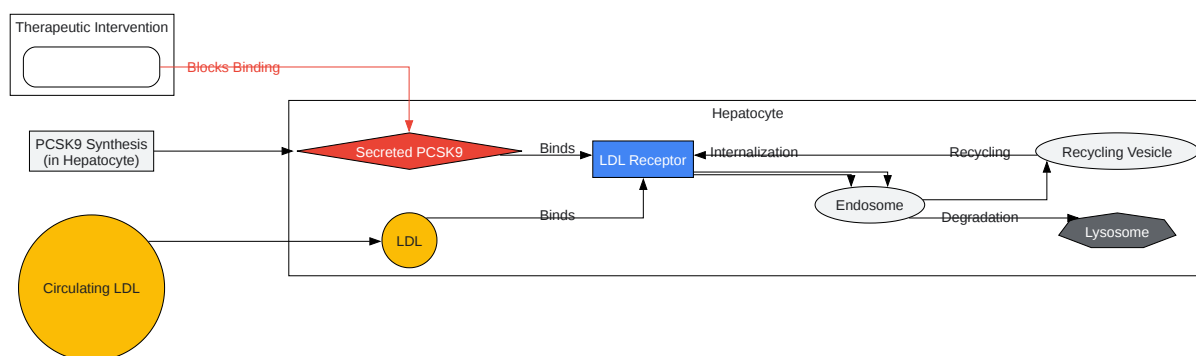 Therapeutic Intervention
Blocks Binding
Hepatocyte
PCSK9 Synthesis
(in Hepatocyte)
Secreted PCSK9
Binds
LDL Receptor
Internalization
Recycling
Recycling Vesicle
Endosome
Binds
Degradation
LDL
Lysosome
Circulating LDL